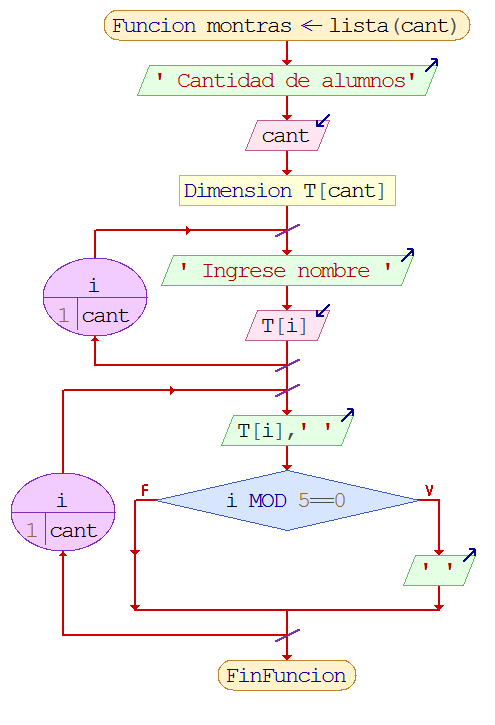 Funcion montras <- lista(cant)
' Cantidad de alumnos'
cant
Dimension T[cant]
' Ingrese nombre '
i
1 cant
T[i]
T[i],' '
i
1 cant
F
i MOD 5==0
V
' '
FinFuncion